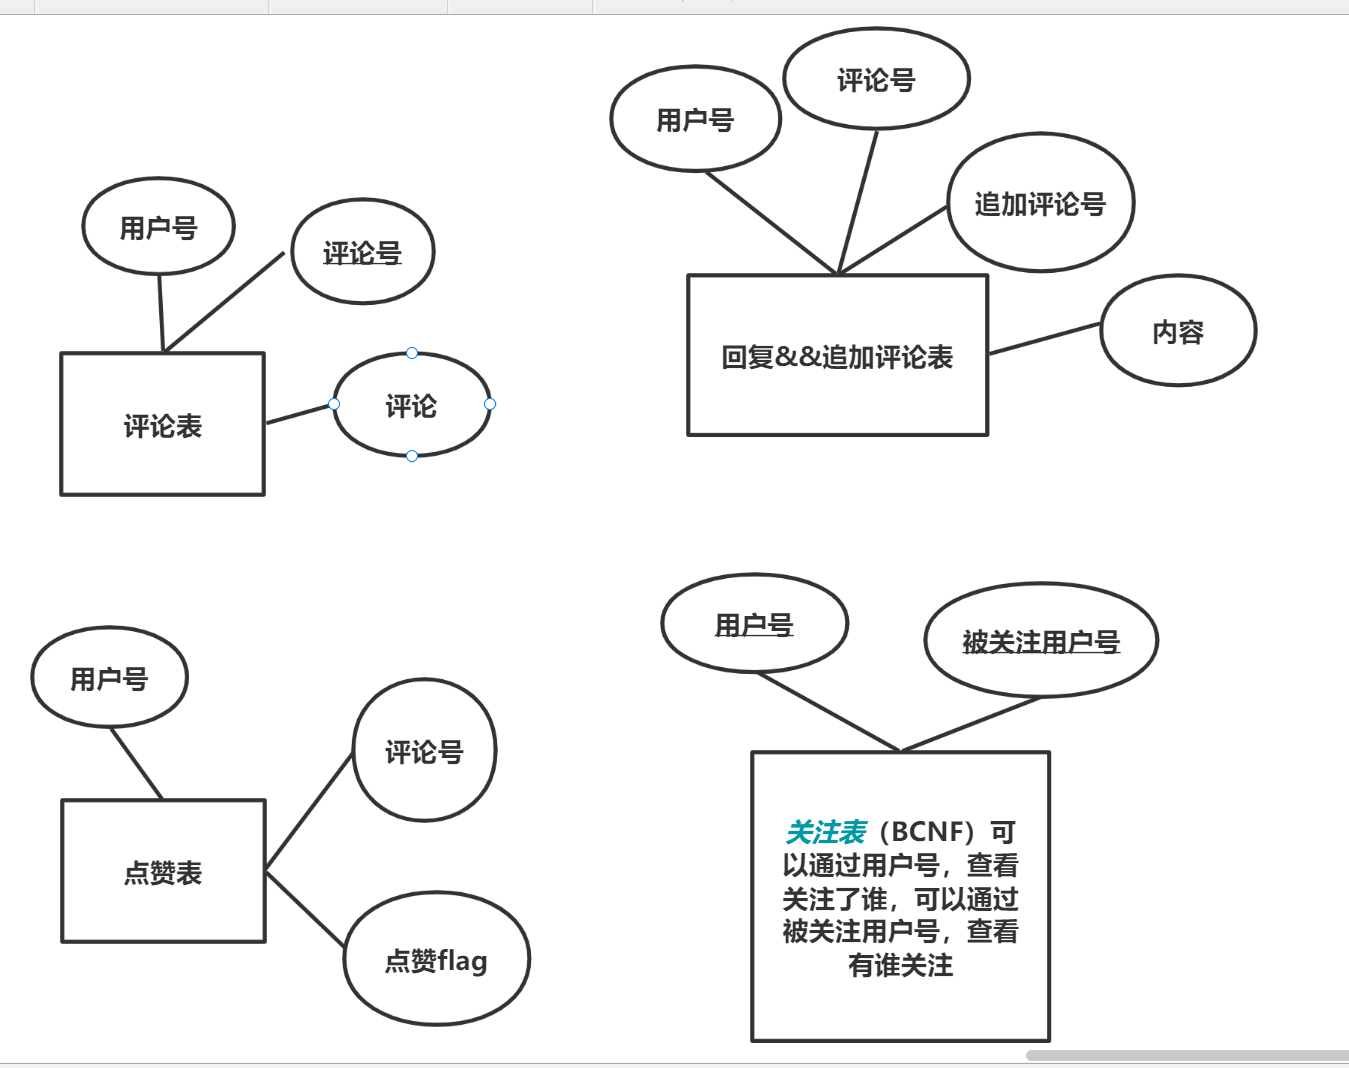 用户号
评论号
评论表
评论
用户号
评论号
追加评论号
回复&&追加评论表
内容
用户号
评论号
点赞表
点赞flag
用户号
被关注用户号
关注表（BCNF）可
以通过用户号，查看
关注了谁，可以通过
被关注用户号，查看
有谁关注